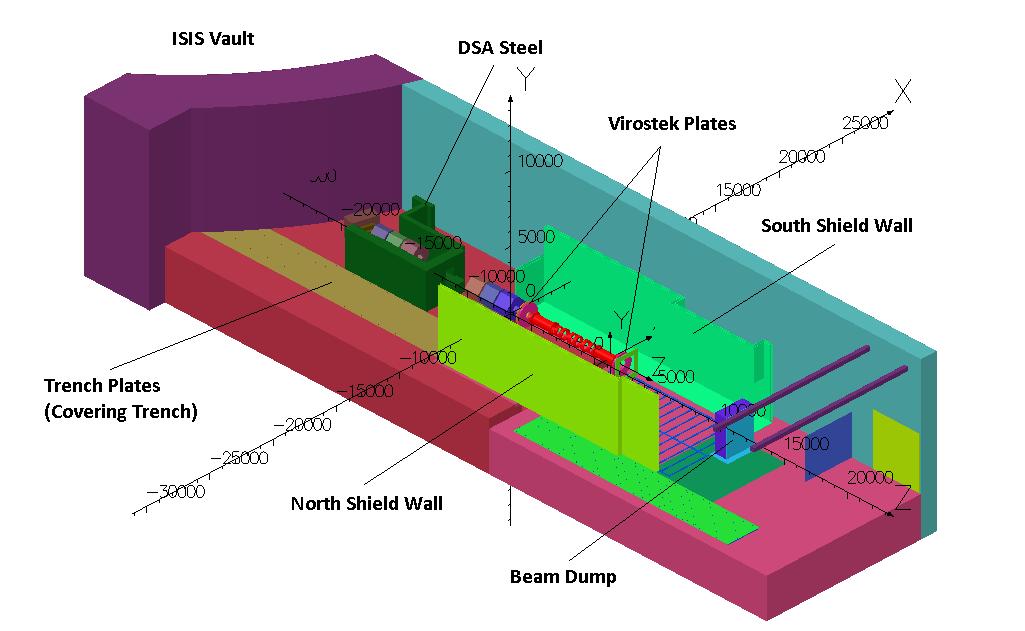 ISIS Vault
DSA Steel
Y
X
Virostek Plates
25000
20000
15000
10000
5000
0
South Shield Wall
-20000
-15000
-10000
0
Y
Z
5000
10000
15000
20000
Z
Trench Plates
(Covering Trench)
-10000
-15000
-20000
-25000
-30000
North Shield Wall
Beam Dump